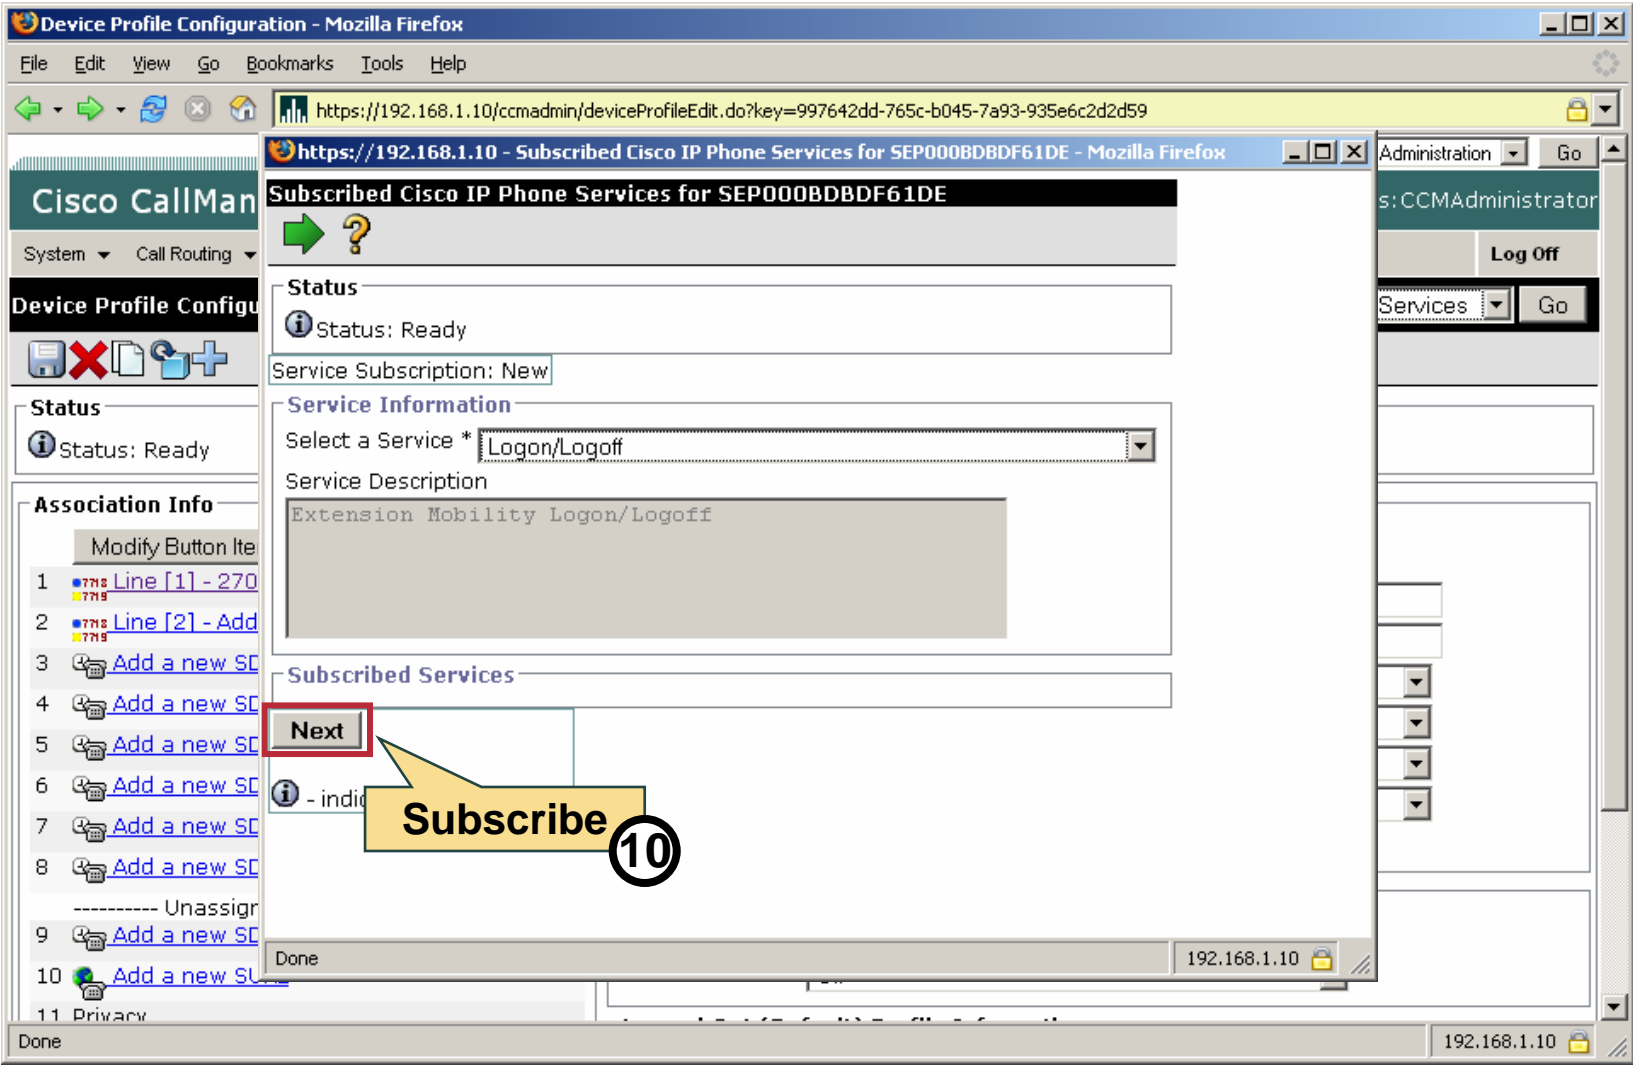 Device Profile Configuration - Mozilla Firefox
File Edit View Go Bookmarks Tools Help
https://192.168.1.10/ccmadmin/deviceProfileEdit.do?key=997642dd-765c-b045-7a93-935e6c2d2d59
https://192.168.1.10 - Subscribed Cisco IP Phone Services for SEP000BDBDF61DE - Mozilla Firefox
Administration Go
Cisco CallMan
Subscribed Cisco IP Phone Services for SEP000BDBDF61DE
s:CCMAdministrator
System Call Routing
Log Off
Device Profile Configu
Services Go
Status
Status: Ready
Service Subscription: New
Service Information
Select a Service * Logon/Logoff
Service Description
Extension Mobility Logon/Logoff
Subscribed Services
Next
- indic
Subscribe
10
Done 192.168.1.10
Status
Status: Ready
Association Info
Modify Button Ite
1 7718 7719 Line [1] - 270
2 7718 7719 Line [2] - Add
3 Add a new SD
4 Add a new SD
5 Add a new SD
6 Add a new SD
7 Add a new SD
8 Add a new SD
---------- Unassign
9 Add a new SD
10 Add a new SU
11 Privacy
Done 192.168.1.10